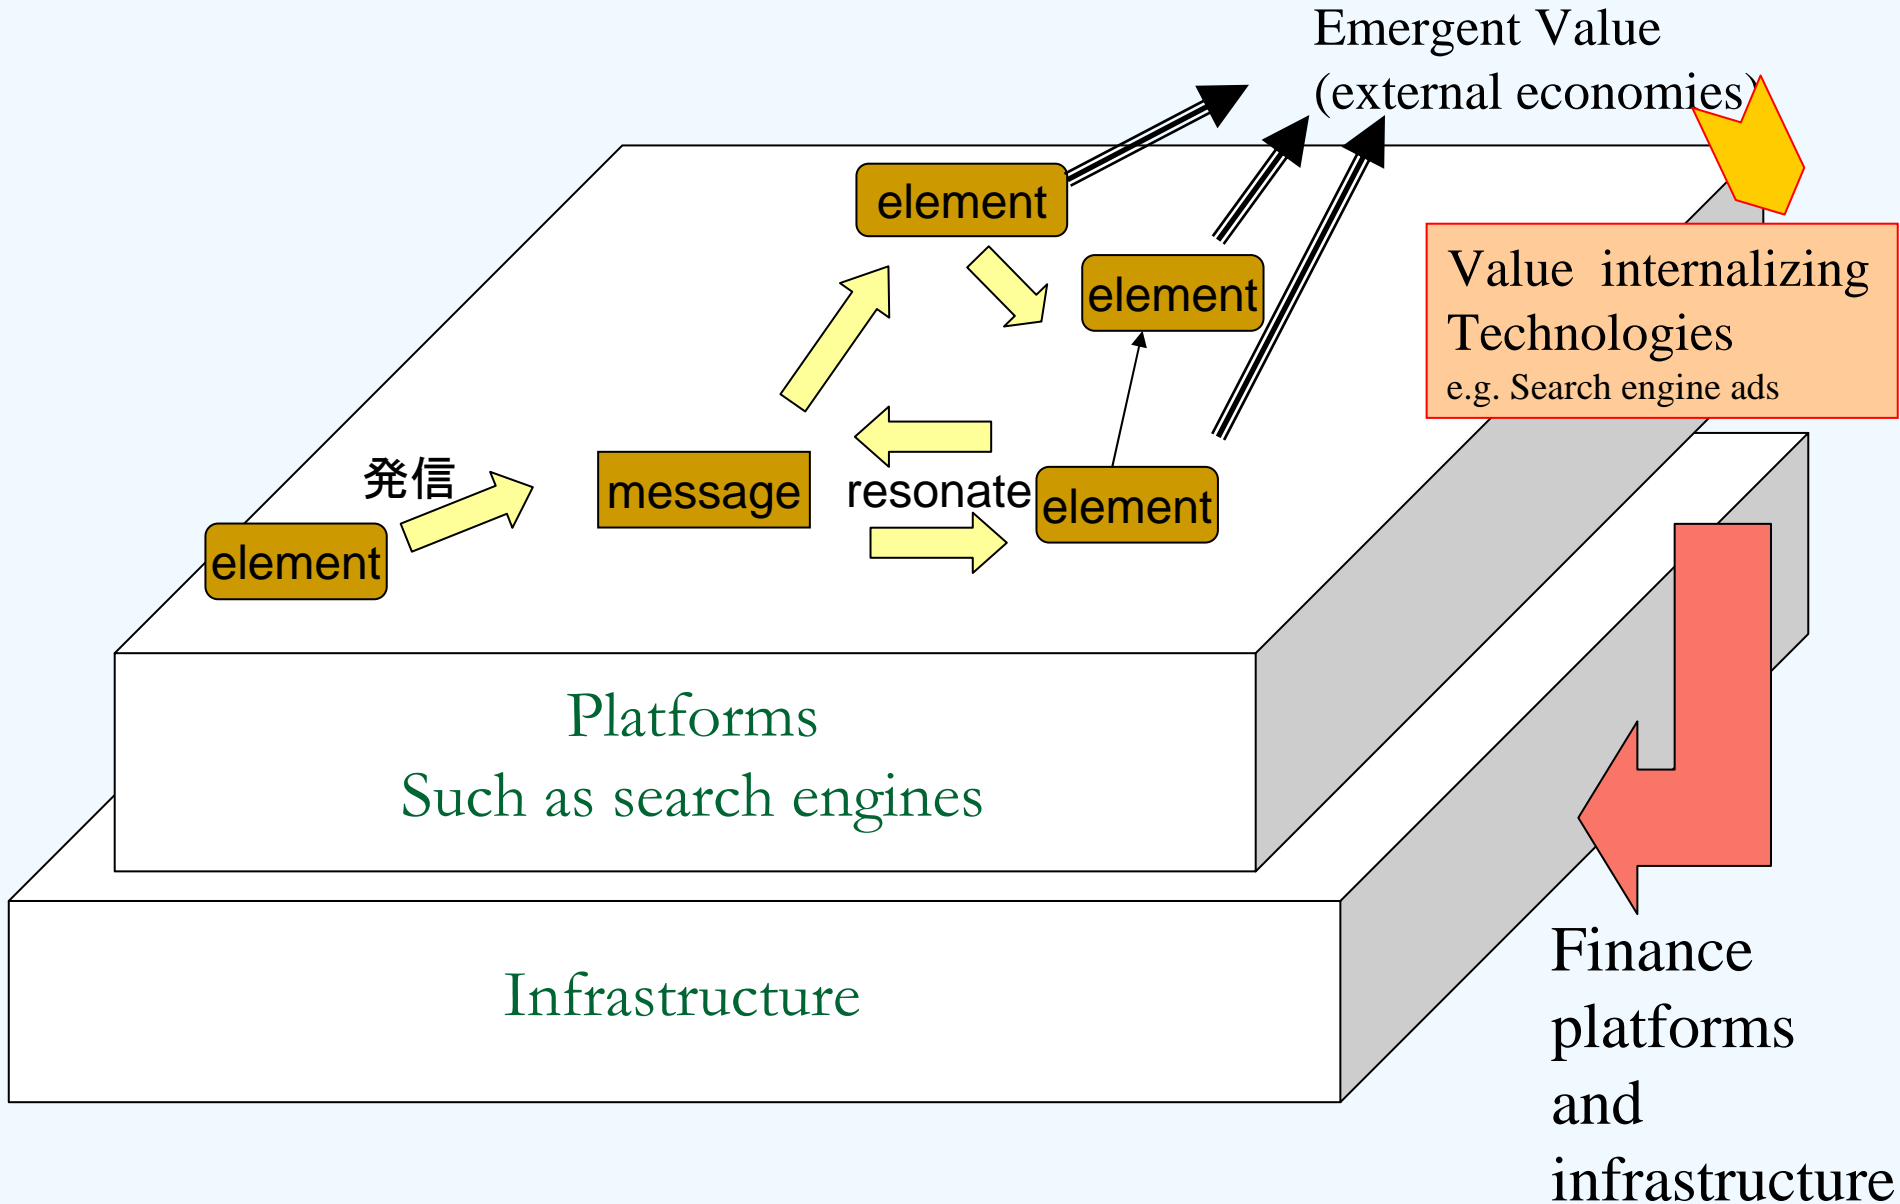 Emergent Value
(external economies)
element
element
Value internalizing
Technologies
e.g. Search engine ads
発信
message
resonate
element
element
Platforms
Such as search engines
Infrastructure
Finance
platforms
and
infrastructure